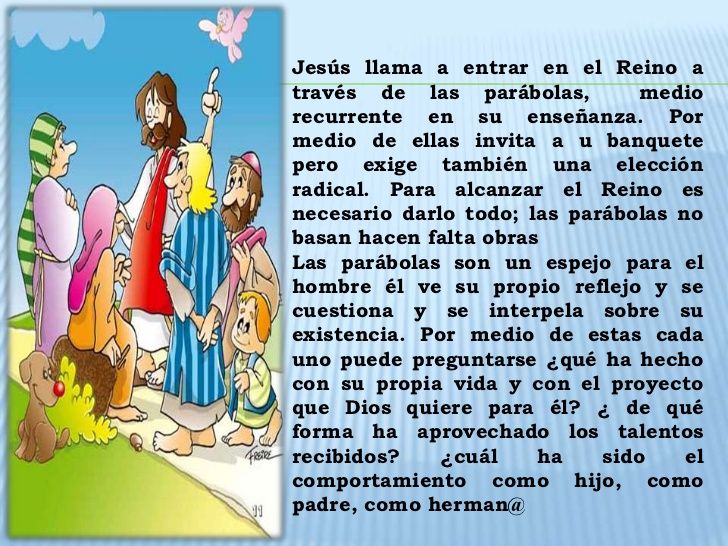 Jesús llama a entrar en el Reino a
través de las parábolas, medio
recurrente en su enseñanza. Por
medio de ellas invita a u banquete
pero exige también una elección
radical. Para alcanzar el Reino es
necesario darlo todo; las parábolas no
basan hacen falta obras
Las parábolas son un espejo para el
hombre él ve su propio reflejo y se
cuestiona y se interpela sobre su
existencia. Por medio de estas cada
uno puede preguntarse ¿qué ha hecho
con su propia vida y con el proyecto
que Dios quiere para él? ¿ de qué
forma ha aprovechado los talentos
recibidos? ¿cuál ha sido el
comportamiento como hijo, como
padre, como herman@